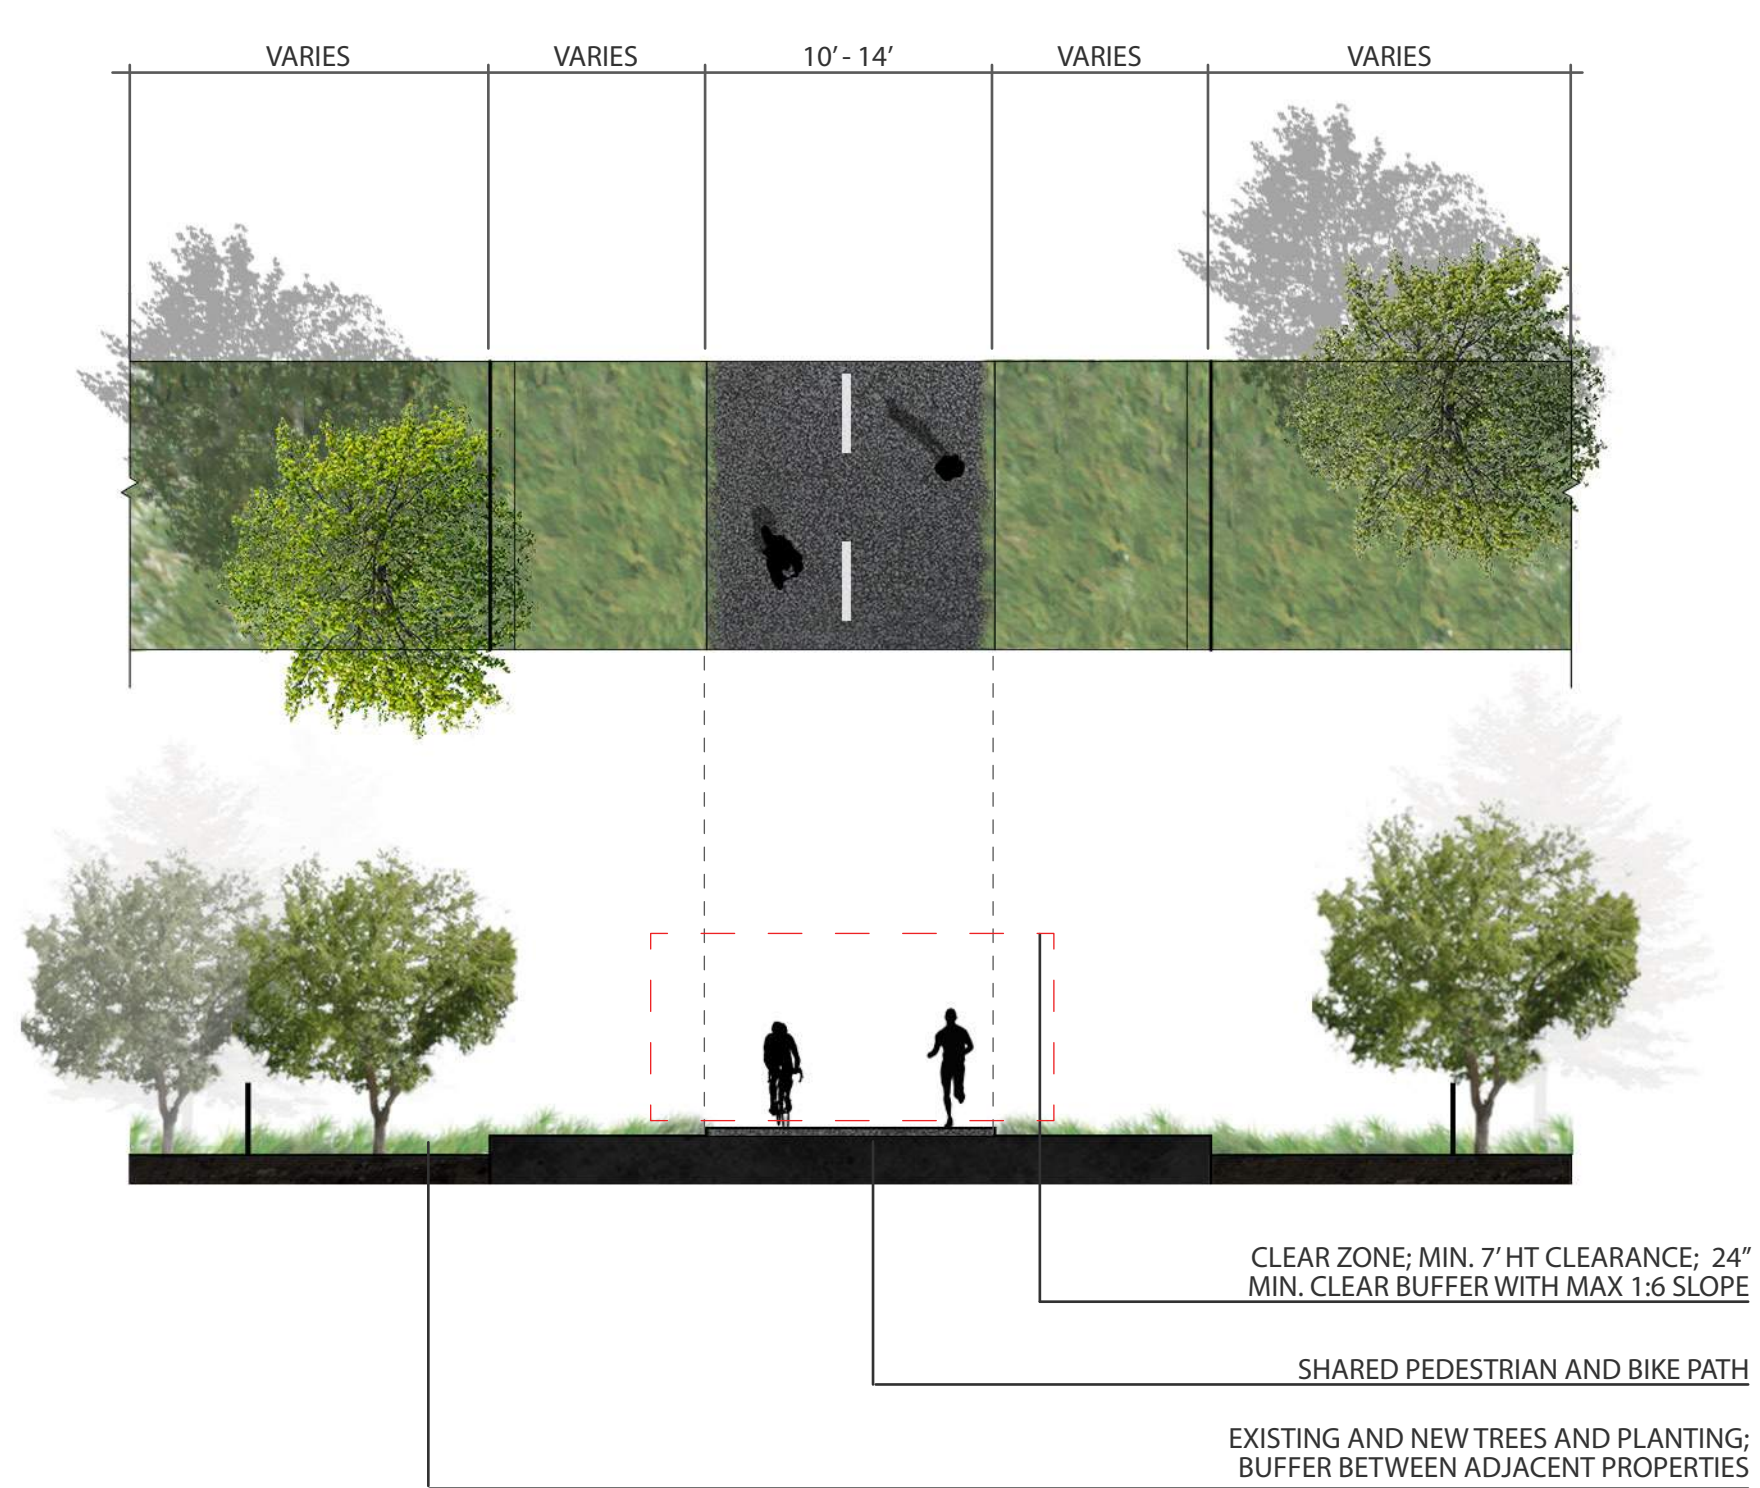 VARIES
VARIES
10’ - 14’
VARIES
VARIES
CLEAR ZONE; MIN. 7’ HT CLEARANCE; 24”
MIN. CLEAR BUFFER WITH MAX 1:6 SLOPE
SHARED PEDESTRIAN AND BIKE PATH
EXISTING AND NEW TREES AND PLANTING;
BUFFER BETWEEN ADJACENT PROPERTIES